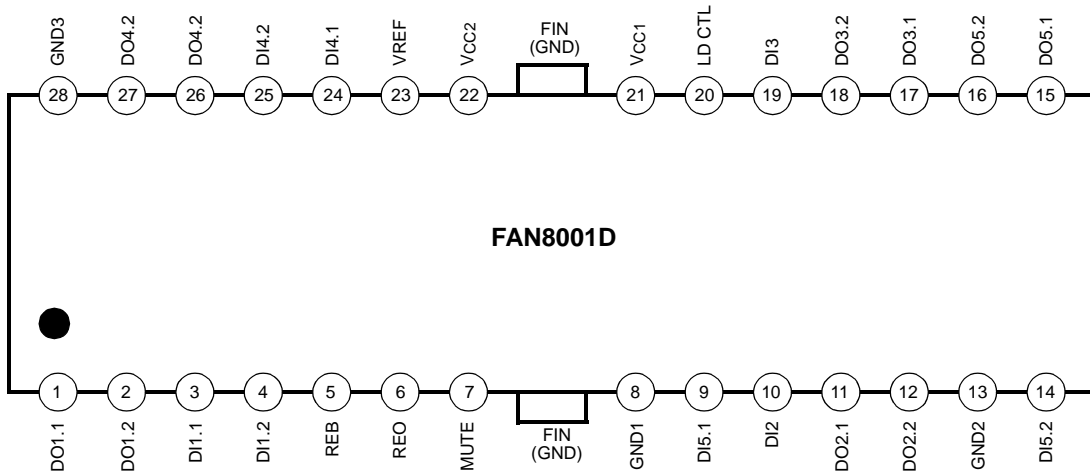 GND3
DO4.2
DO4.2
DI4.2
DI4.1
VREF
VCC2
FIN
(GND)
VCC1
LD CTL
DI3
DO3.2
DO3.1
DO5.2
DO5.1
28
27
26
25
24
23
22
21
20
19
18
17
16
15
FAN8001D
1
2
3
4
5
6
7
8
9
10
11
12
13
14
DO1.1
DO1.2
DI1.1
DI1.2
REB
REO
MUTE
FIN
(GND)
GND1
DI5.1
DI2
DO2.1
DO2.2
GND2
DI5.2